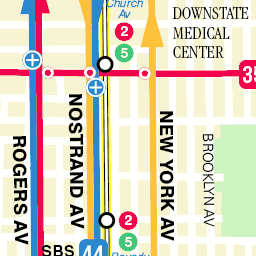 Church
Av
DOWNSTATE
MEDICAL
CENTER
2
5
35
ROGERS AV
NOSTRAND AV
NEW YORK AV
BROOKLYN AV
2
5
SBS 44